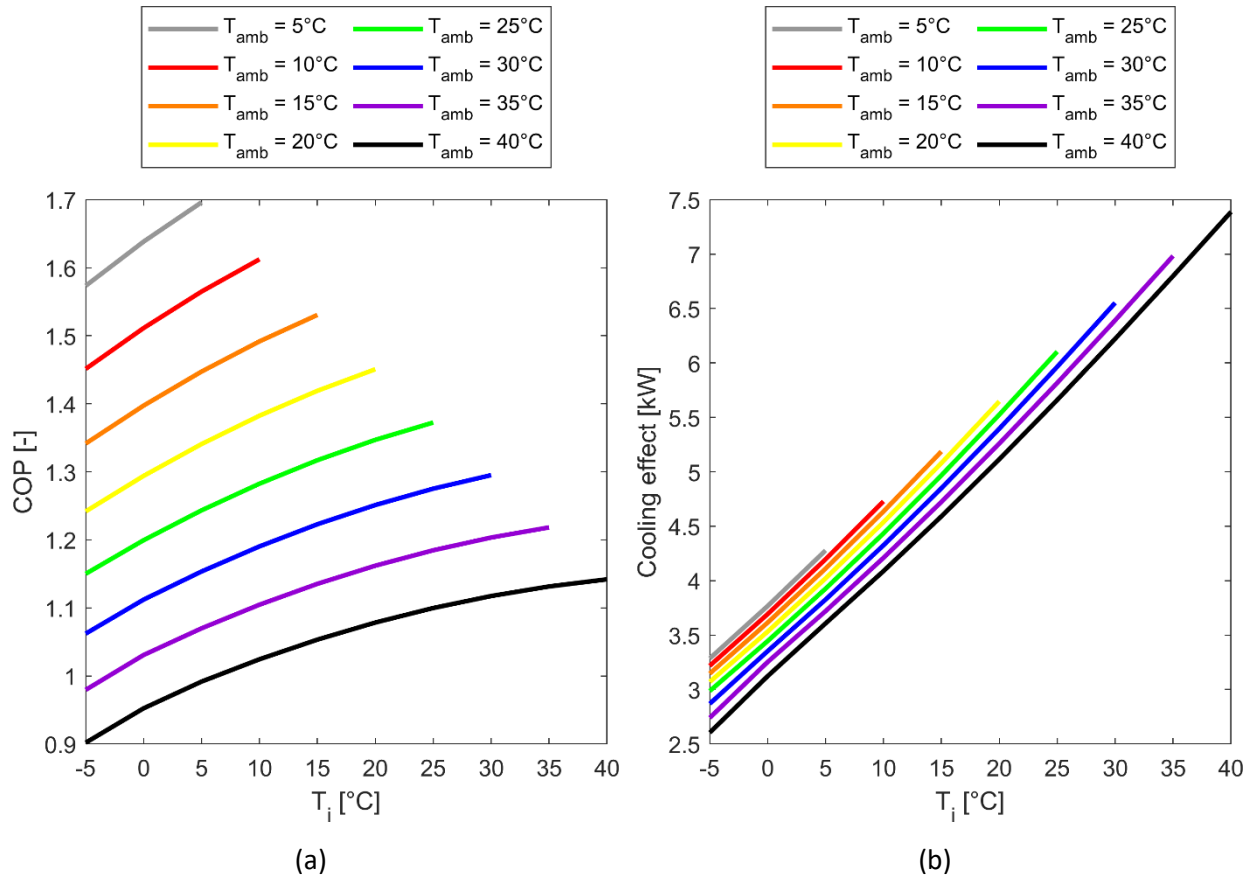 T_amb = 5°C T_amb = 25°C
T_amb = 10°C T_amb = 30°C
T_amb = 15°C T_amb = 35°C
T_amb = 20°C T_amb = 40°C
1.7
1.6
1.5
1.4
1.3
1.2
1.1
1
0.9
COP [-]
-5 0 5 10 15 20 25 30 35 40
T_i [°C]
(a)
T_amb = 5°C T_amb = 25°C
T_amb = 10°C T_amb = 30°C
T_amb = 15°C T_amb = 35°C
T_amb = 20°C T_amb = 40°C
7.5
7
6.5
6
5.5
5
4.5
4
3.5
3
2.5
Cooling effect [kW]
-5 0 5 10 15 20 25 30 35 40
T_i [°C]
(b)